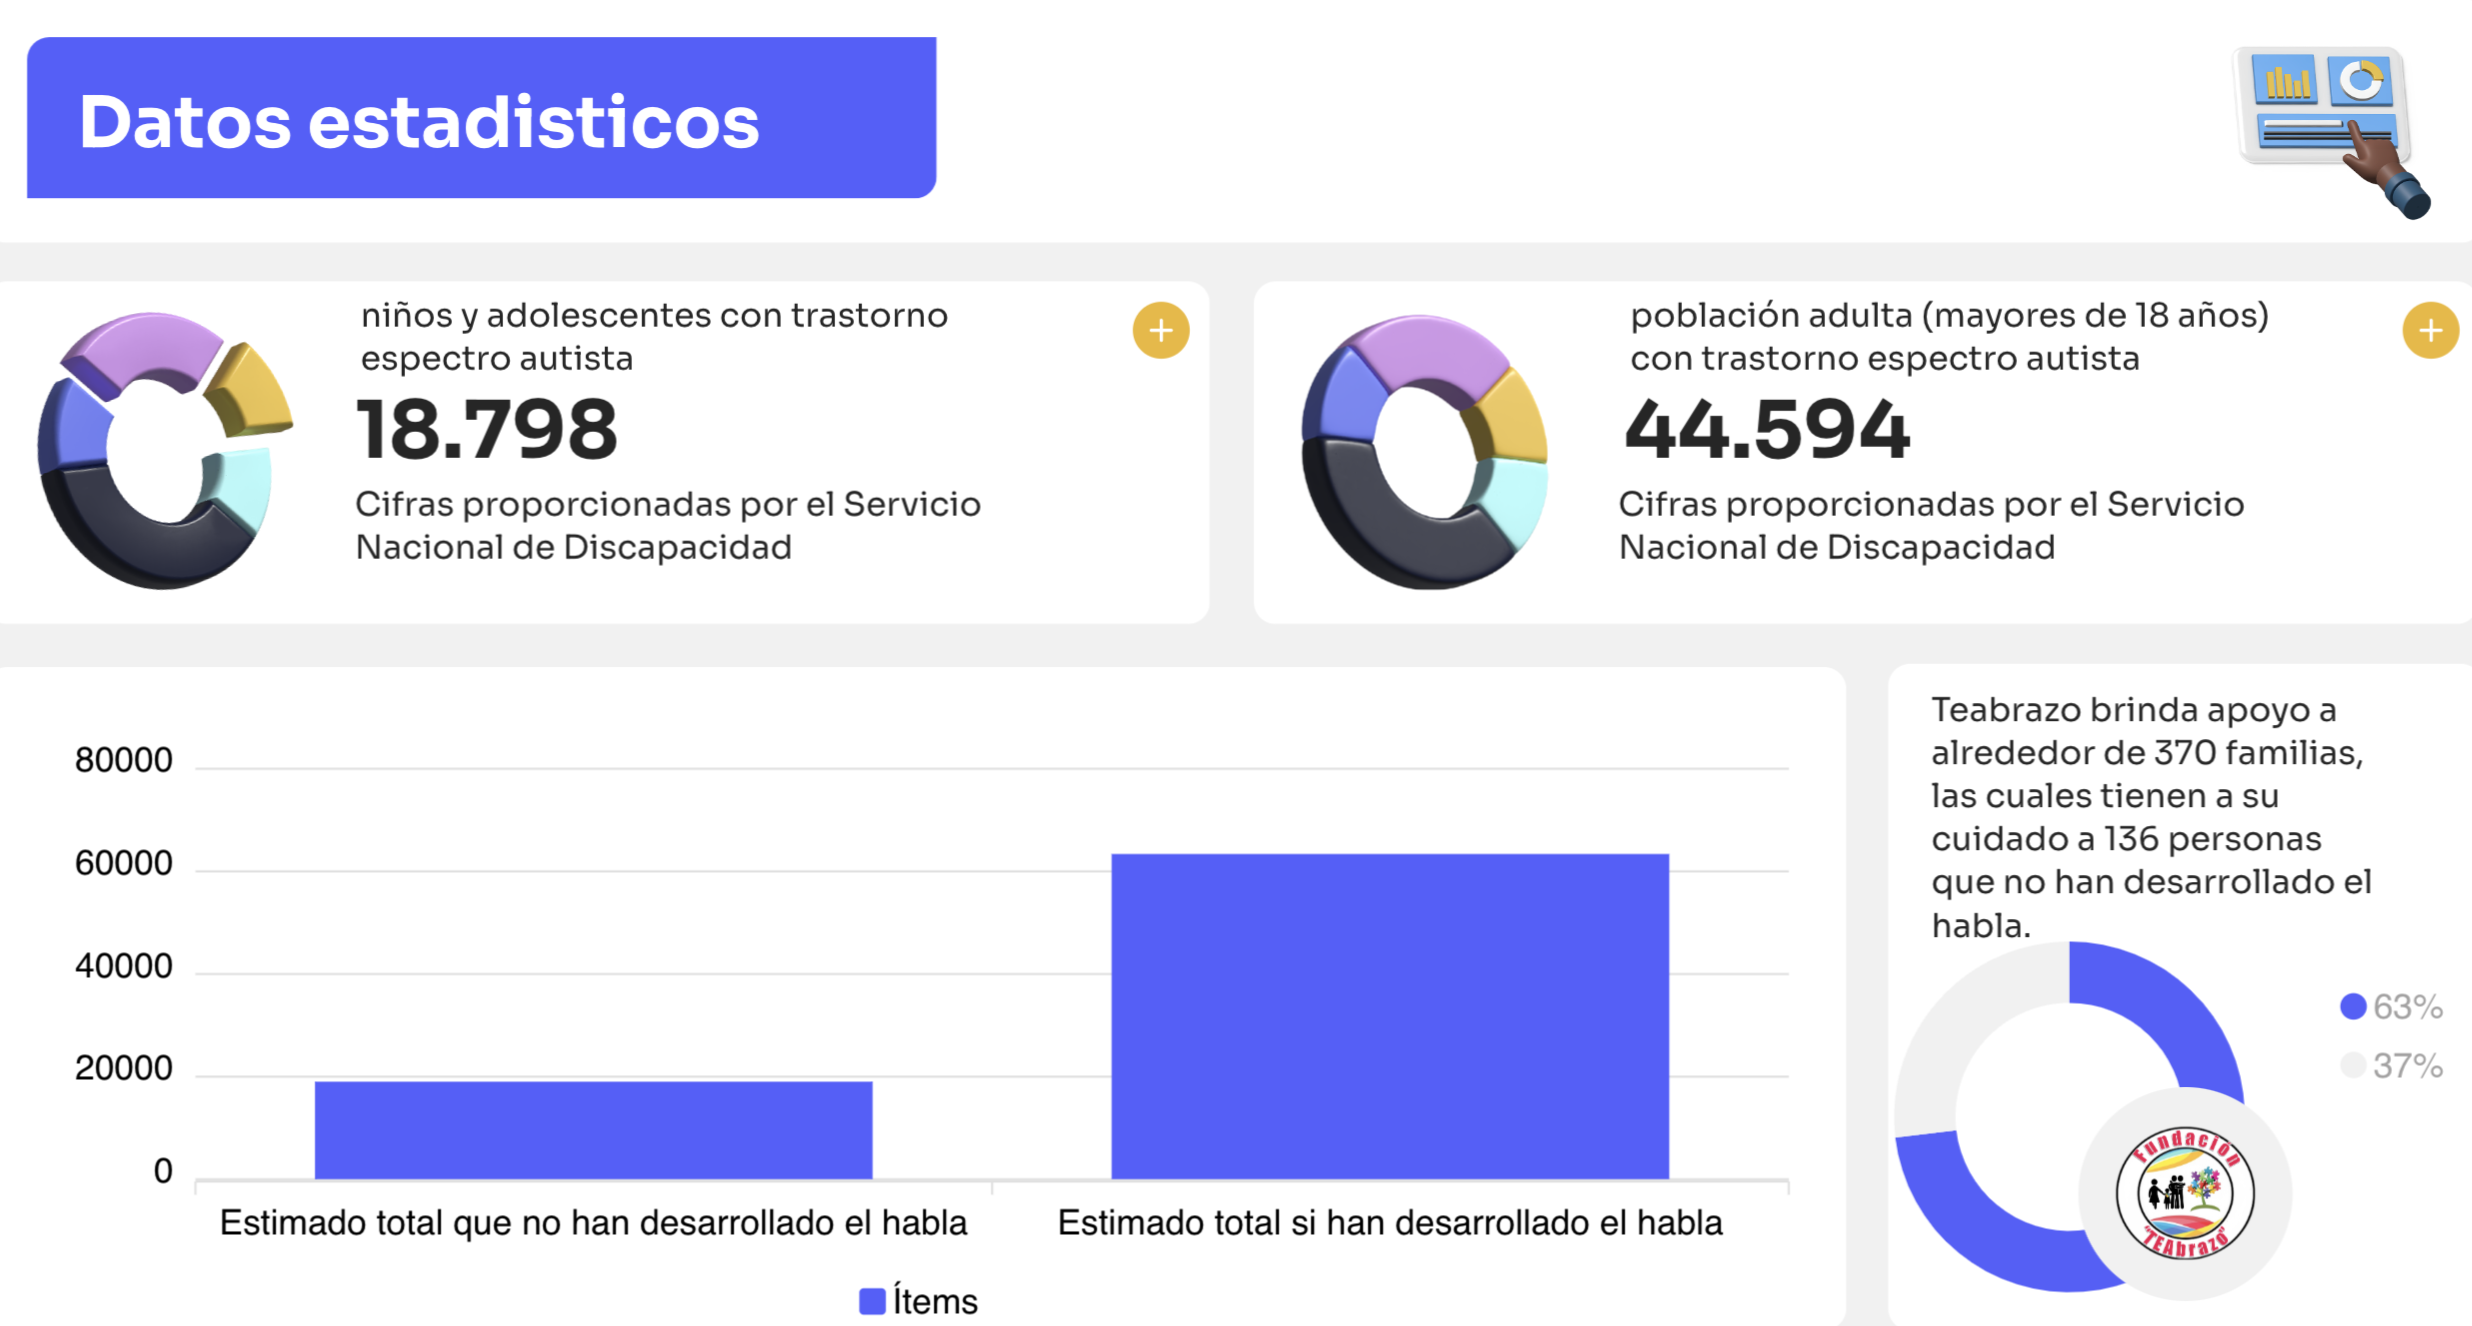 Datos estadisticos
niños y adolescentes con trastorno
espectro autista
18.798
Cifras proporcionadas por el Servicio
Nacional de Discapacidad
población adulta (mayores de 18 años)
con trastorno espectro autista
44.594
Cifras proporcionadas por el Servicio
Nacional de Discapacidad
80000
60000
40000
20000
0
Estimado total que no han desarrollado el habla
Estimado total si han desarrollado el habla
Ítems
Teabrazo brinda apoyo a
alrededor de 370 familias,
las cuales tienen a su
cuidado a 136 personas
que no han desarrollado el
habla.
63%
37%
Fundación
"TEAbrazo"